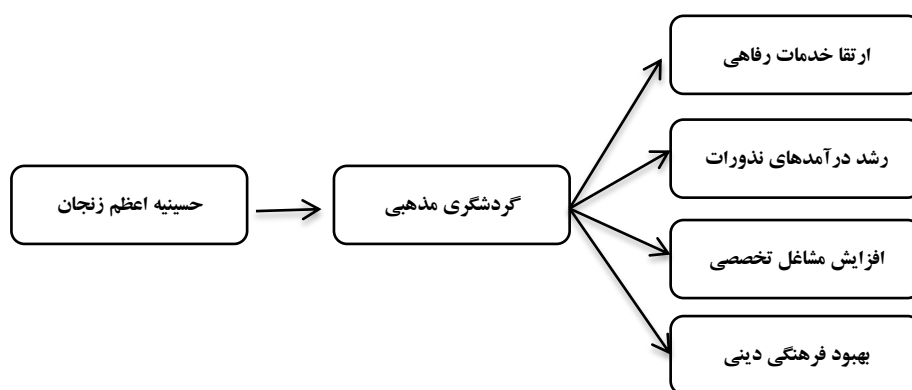 ارتقا خدمات رفاهی
رشد درآمدهای نذورات
حسینیه اعظم زنجان
گردشگری مذهبی
افزایش مشاغل تخصصی
بهبود فرهنگی دینی